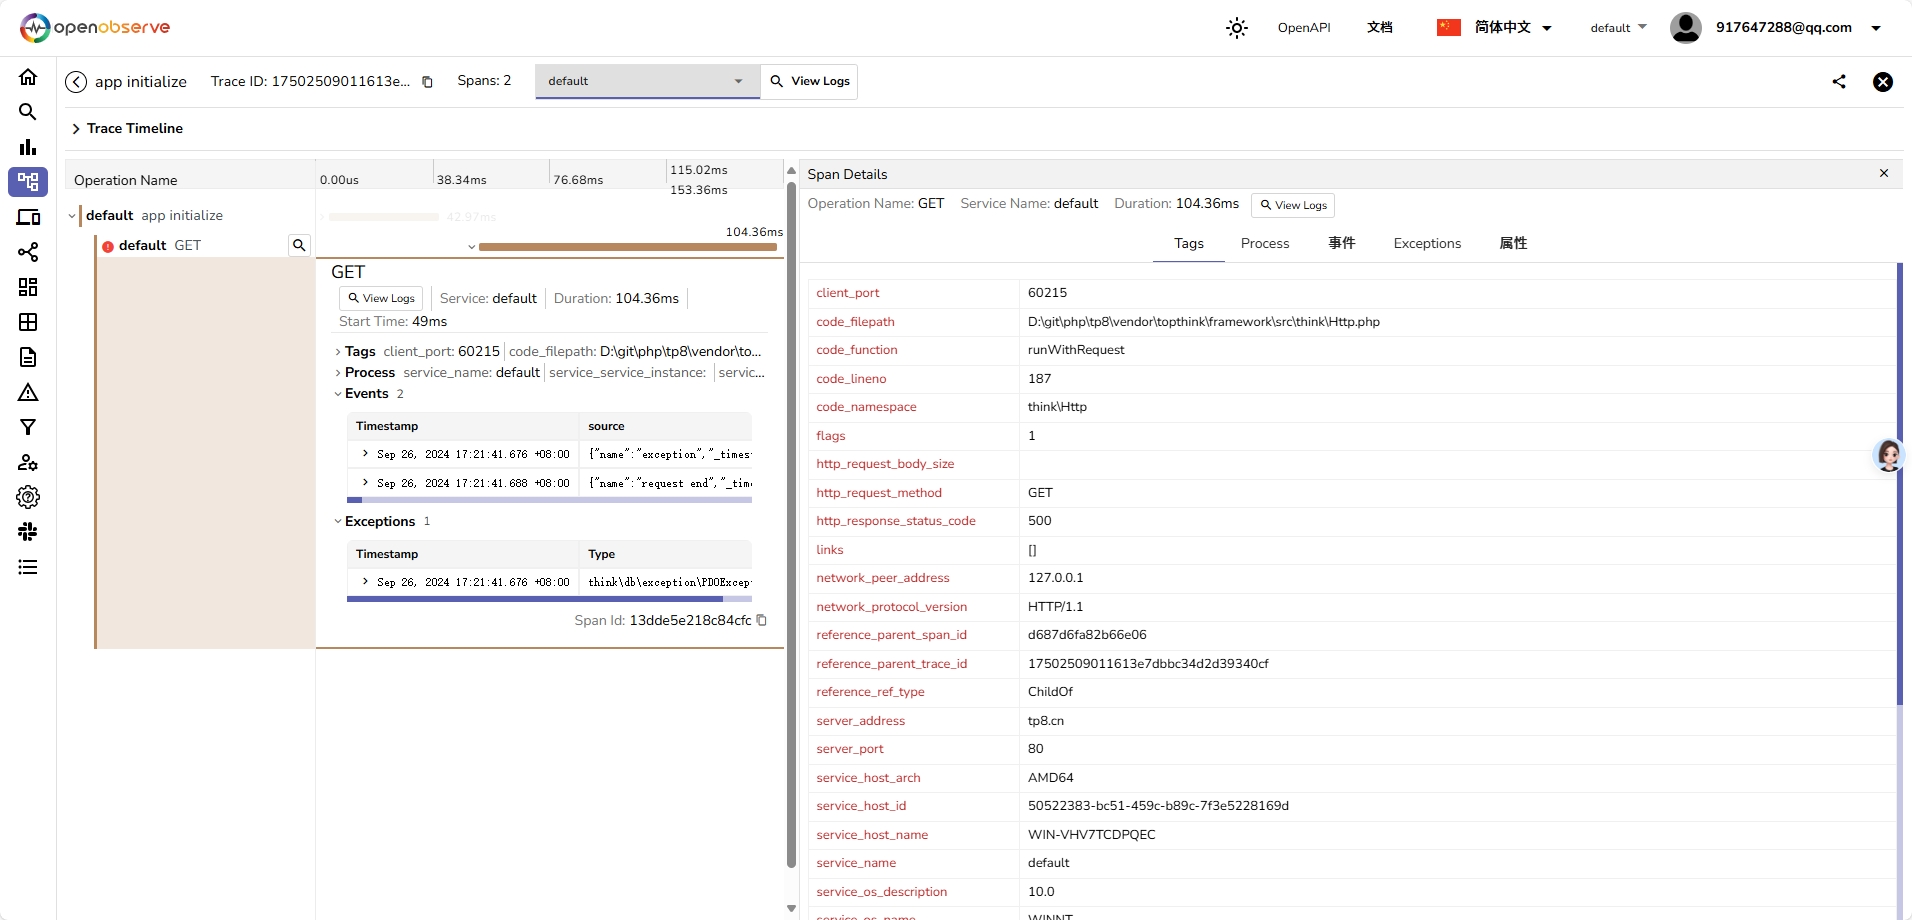 openobserve
OpenAPI
文档
简体中文
default
917647288@qq.com
app initialize
Trace ID: 17502509011613e...
Spans: 2
default
View Logs
Trace Timeline
Operation Name
0.00us
38.34ms
76.68ms
115.02ms
153.36ms
default app initialize
42.97ms
default GET
104.36ms
GET
View Logs
Service: default
Duration: 104.36ms
Start Time: 49ms
Tags client_port: 60215 code_filepath: D:\git\php\tp8\vendor\to...
Process service_name: default service_service_instance: servic...
Events 2
Timestamp source
Sep 26, 2024 17:21:41.676 +08:00 {"name":"exception","_times
Sep 26, 2024 17:21:41.688 +08:00 {"name":"request end","_tim
Exceptions 1
Timestamp Type
Sep 26, 2024 17:21:41.676 +08:00 think\db\exception\PDOExcep
Span Id: 13dde5e218c84cfc
Span Details
Operation Name: GET Service Name: default Duration: 104.36ms View Logs
Tags Process 事件 Exceptions 属性
client_port 60215
code_filepath D:\git\php\tp8\vendor\topthink\framework\src\think\Http.php
code_function runWithRequest
code_lineno 187
code_namespace think\Http
flags 1
http_request_body_size
http_request_method GET
http_response_status_code 500
links []
network_peer_address 127.0.0.1
network_protocol_version HTTP/1.1
reference_parent_span_id d687d6fa82b66e06
reference_parent_trace_id 17502509011613e7dbbc34d2d39340cf
reference_ref_type ChildOf
server_address tp8.cn
server_port 80
service_host_arch AMD64
service_host_id 50522383-bc51-459c-b89c-7f3e5228169d
service_host_name WIN-VHV7TCDPQEC
service_name default
service_os_description 10.0
service_os_name WINNT